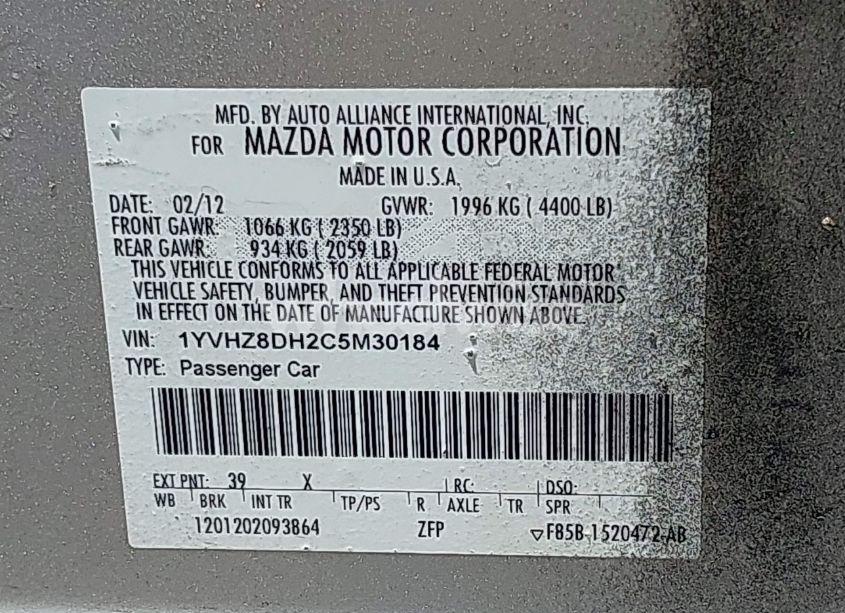 MFD. BY AUTO ALLIANCE INTERNATIONAL, INC.
FOR MAZDA MOTOR CORPORATION
MADE IN U.S.A.
DATE: 02/12 GVWR: 1996 KG ( 4400 LB)
FRONT GAWR: 1066 KG ( 2350 LB)
REAR GAWR: 934 KG ( 2059 LB)
THIS VEHICLE CONFORMS TO ALL APPLICABLE FEDERAL MOTOR
VEHICLE SAFETY, BUMPER, AND THEFT PREVENTION STANDARDS
IN EFFECT ON THE DATE OF MANUFACTURE SHOWN ABOVE.
VIN: 1YVHZ8DH2C5M30184
TYPE: Passenger Car
EXT PNT: 39 X RC: DSO:
WB BRK INT TR TP/PS R AXLE TR SPR
1201202093864 ZFP ▽F85B-1520472-AB